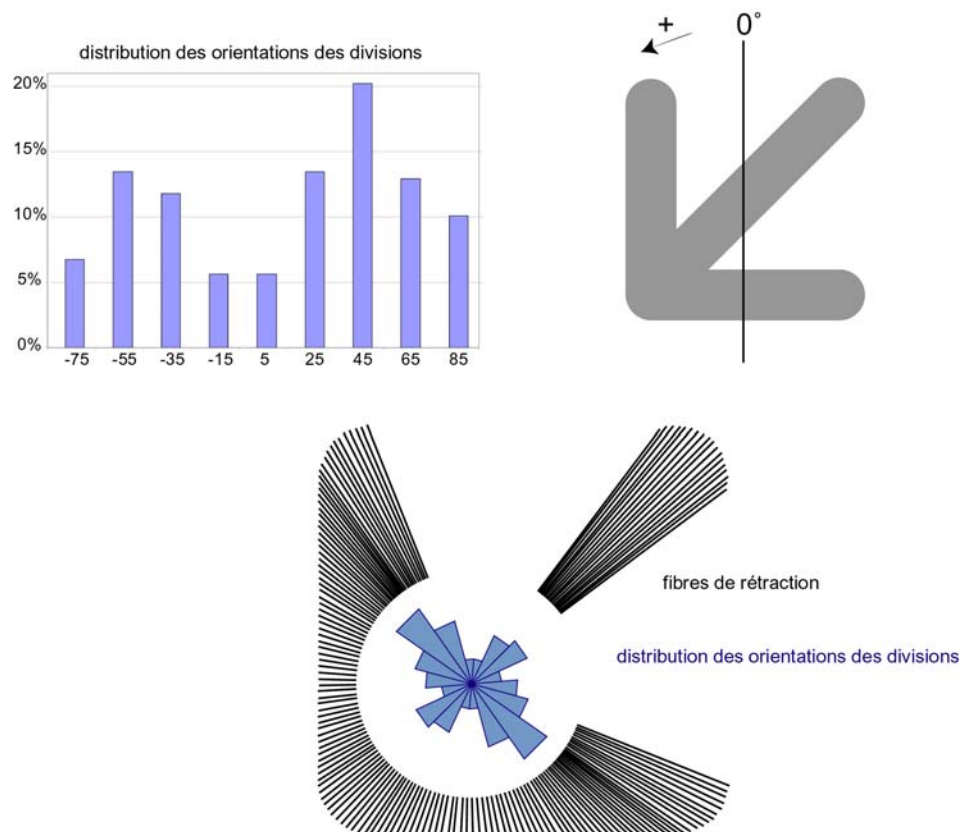 distribution des orientations des divisions
20%
15%
10%
5%
0%
-75 -55 -35 -15 5 25 45 65 85
+ 0°
fibres de rétraction
distribution des orientations des divisions